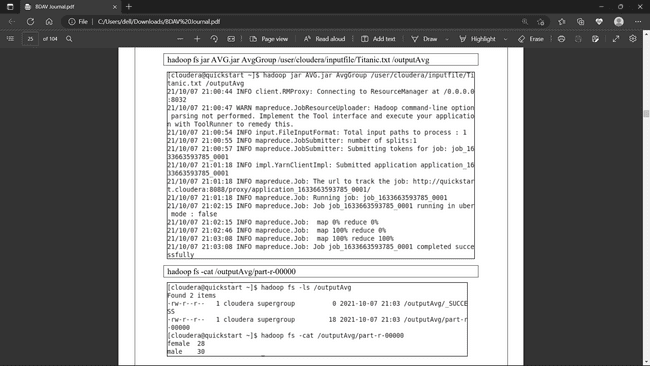 BDAV Journal.pdf
File
C:/Users/dell/Downloads/BDAV%20Journal.pdf
25 of 104
Page view
Read aloud
Add text
Draw
Highlight
Erase
hadoop fs jar AVG.jar AvgGroup /user/cloudera/inputfile/Titanic.txt /outputAvg
[cloudera@quickstart ~]$ hadoop jar AVG.jar AvgGroup /user/cloudera/inputfile/Ti
tanic.txt /outputAvg
21/10/07 21:00:44 INFO client.RMProxy: Connecting to ResourceManager at /0.0.0.0
:8032
21/10/07 21:00:47 WARN mapreduce.JobResourceUploader: Hadoop command-line option
parsing not performed. Implement the Tool interface and execute your applicatio
n with ToolRunner to remedy this.
21/10/07 21:00:54 INFO input.FileInputFormat: Total input paths to process : 1
21/10/07 21:00:55 INFO mapreduce.JobSubmitter: number of splits:1
21/10/07 21:00:57 INFO mapreduce.JobSubmitter: Submitting tokens for job: job_16
33663593785_0001
21/10/07 21:01:18 INFO impl.YarnClientImpl: Submitted application application_16
33663593785_0001
21/10/07 21:01:18 INFO mapreduce.Job: The url to track the job: http://quickstar
t.cloudera:8088/proxy/application_1633663593785_0001/
21/10/07 21:01:18 INFO mapreduce.Job: Running job: job_1633663593785_0001
21/10/07 21:02:15 INFO mapreduce.Job: Job job_1633663593785_0001 running in uber
mode : false
21/10/07 21:02:15 INFO mapreduce.Job:  map 0% reduce 0%
21/10/07 21:02:46 INFO mapreduce.Job:  map 100% reduce 0%
21/10/07 21:03:08 INFO mapreduce.Job:  map 100% reduce 100%
21/10/07 21:03:08 INFO mapreduce.Job: Job job_1633663593785_0001 completed succe
ssfully
hadoop fs -cat /outputAvg/part-r-00000
[cloudera@quickstart ~]$ hadoop fs -ls /outputAvg
Found 2 items
-rw-r--r--   1 cloudera supergroup          0 2021-10-07 21:03 /outputAvg/_SUCCE
SS
-rw-r--r--   1 cloudera supergroup         18 2021-10-07 21:03 /outputAvg/part-r
-00000
[cloudera@quickstart ~]$ hadoop fs -cat /outputAvg/part-r-00000
female  28
male    30